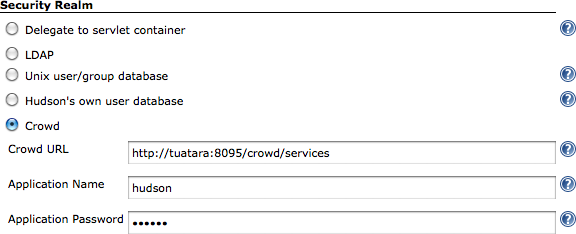 Security Realm
Delegate to servlet container
LDAP
Unix user/group database
Hudson's own user database
Crowd
Crowd URL http://tuatara:8095/crowd/services
Application Name hudson
Application Password ••••••